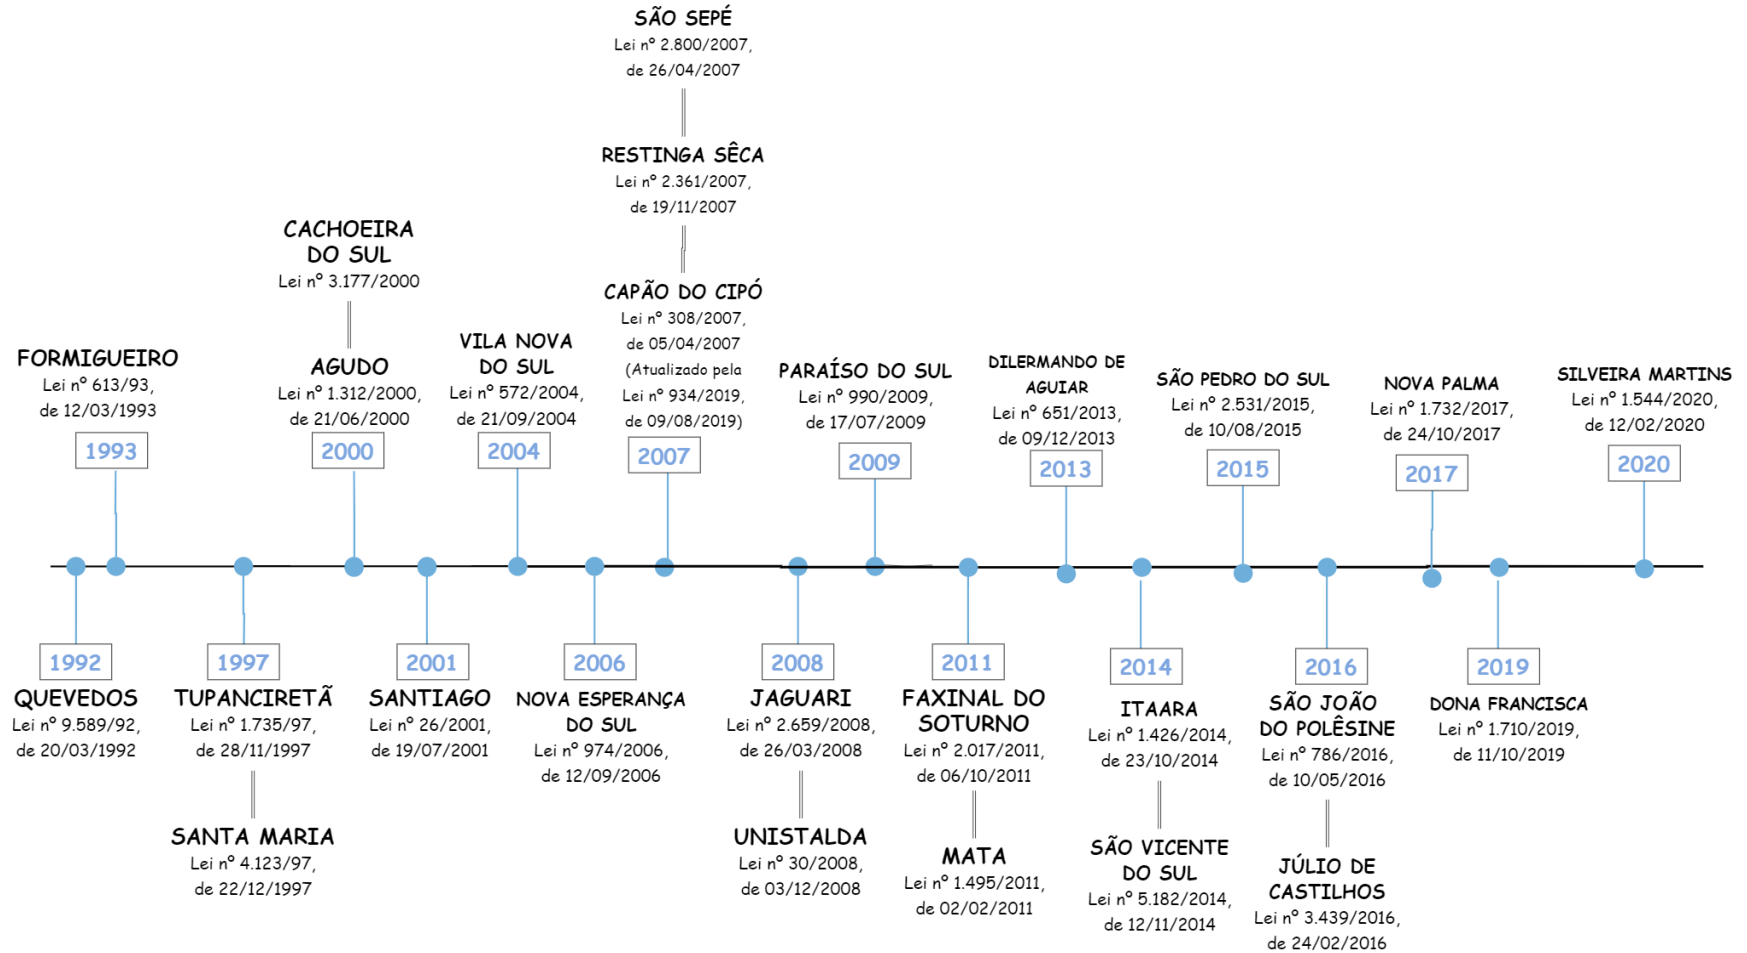 SÃO SEPÉ
Lei nº 2.800/2007,
de 26/04/2007
RESTINGA SÊCA
Lei nº 2.361/2007,
de 19/11/2007
CAPÃO DO CIPÓ
Lei nº 308/2007,
de 05/04/2007
(Atualizado pela
Lei nº 934/2019,
de 09/08/2019)
2007
FORMIGUEIRO
Lei nº 613/93,
de 12/03/1993
1993
CACHOEIRA
DO SUL
Lei nº 3.177/2000
AGUDO
Lei nº 1.312/2000,
de 21/06/2000
2000
VILA NOVA
DO SUL
Lei nº 572/2004,
de 21/09/2004
2004
PARAÍSO DO SUL
Lei nº 990/2009,
de 17/07/2009
2009
DILERMANDO DE
AGUIAR
Lei nº 651/2013,
de 09/12/2013
2013
SÃO PEDRO DO SUL
Lei nº 2.531/2015,
de 10/08/2015
2015
NOVA PALMA
Lei nº 1.732/2017,
de 24/10/2017
2017
SILVEIRA MARTINS
Lei nº 1.544/2020,
de 12/02/2020
2020
1992
QUEVEDOS
Lei nº 9.589/92,
de 20/03/1992
1997
TUPANCIRETÃ
Lei nº 1.735/97,
de 28/11/1997
SANTA MARIA
Lei nº 4.123/97,
de 22/12/1997
2001
SANTIAGO
Lei nº 26/2001,
de 19/07/2001
2006
NOVA ESPERANÇA
DO SUL
Lei nº 974/2006,
de 12/09/2006
2008
JAGUARI
Lei nº 2.659/2008,
de 26/03/2008
UNISTALDA
Lei nº 30/2008,
de 03/12/2008
2011
FAXINAL DO
SOTURNO
Lei nº 2.017/2011,
de 06/10/2011
MATA
Lei nº 1.495/2011,
de 02/02/2011
2014
ITAARA
Lei nº 1.426/2014,
de 23/10/2014
SÃO VICENTE
DO SUL
Lei nº 5.182/2014,
de 12/11/2014
2016
SÃO JOÃO
DO POLÊSINE
Lei nº 786/2016,
de 10/05/2016
JÚLIO DE
CASTILHOS
Lei nº 3.439/2016,
de 24/02/2016
2019
DONA FRANCISCA
Lei nº 1.710/2019,
de 11/10/2019